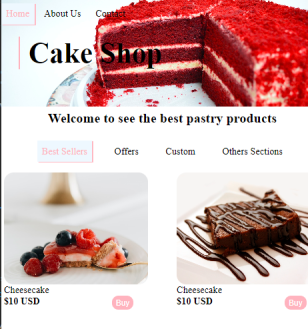 Home About Us Contact
Cake Shop
Welcome to see the best pastry products
Best Sellers Offers Custom Others Sections
Cheesecake Cheesecake
$10 USD Buy $10 USD Buy